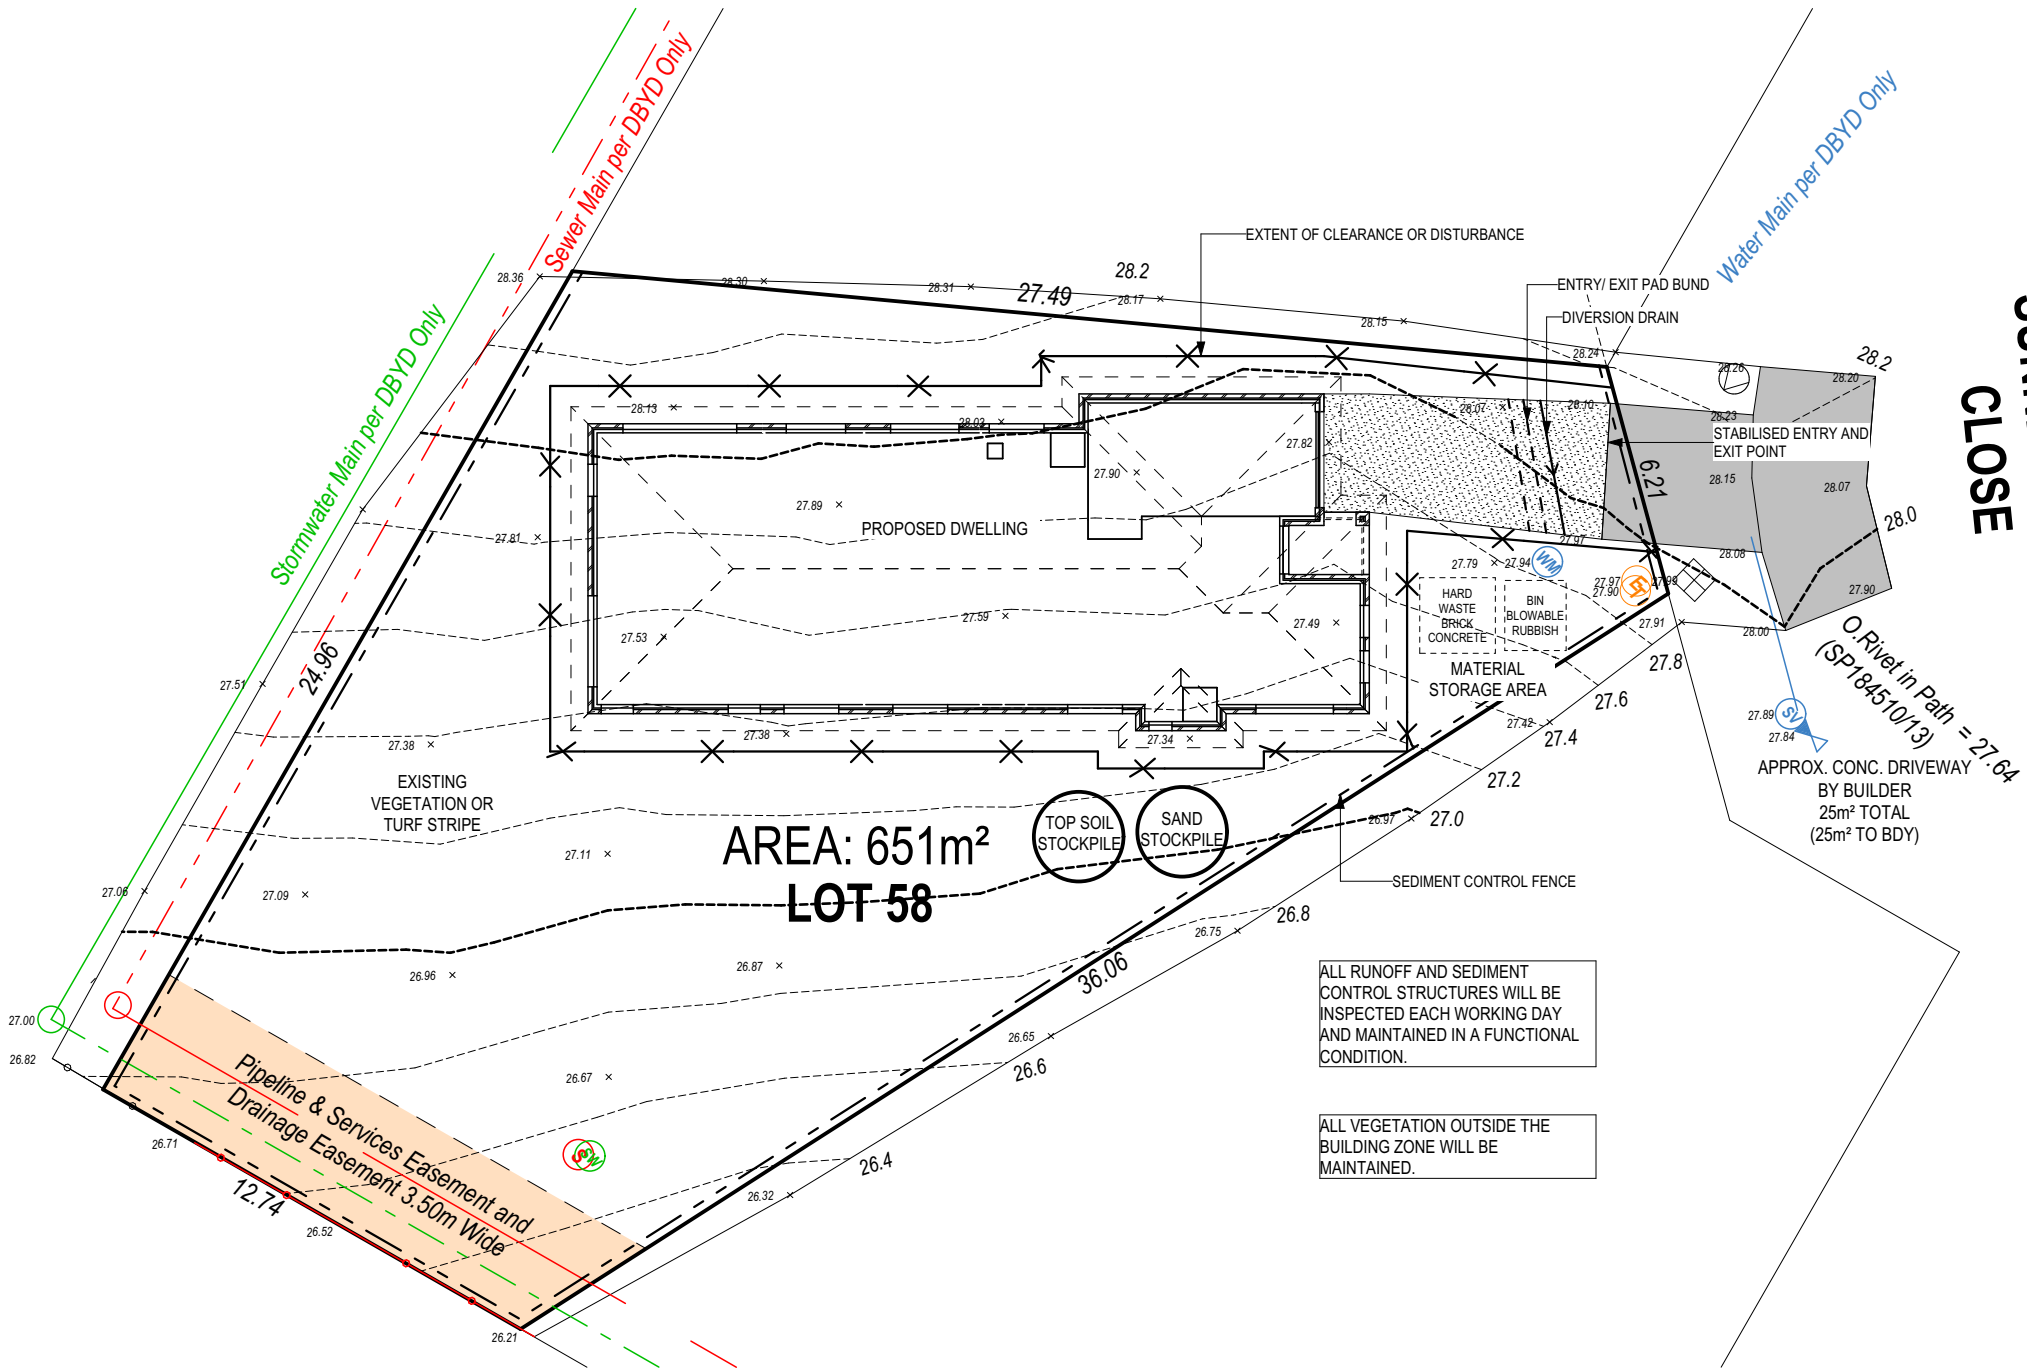 Sewer Main per DBYD Only
Stormwater Main per DBYD Only
Water Main per DBYD Only
CLOSE
EXTENT OF CLEARANCE OR DISTURBANCE
ENTRY/ EXIT PAD BUND
DIVERSION DRAIN
28.36
28.30
28.31
28.2
27.49
28.17
28.15
28.24
28.26
28.20
28.2
28.13
28.03
28.07
28.10
28.23
STABILISED ENTRY AND
EXIT POINT
27.82
27.90
6.21
28.15
28.07
27.89
27.81
PROPOSED DWELLING
28.0
27.97
28.08
27.79
27.94
WM
27.97
27.90
27.99
27.90
HARD
WASTE
BRICK
CONCRETE
BIN
BLOWABLE
RUBBISH
27.59
27.49
27.53
27.91
28.00
24.96
27.51
MATERIAL
STORAGE AREA
27.8
27.6
O.Rivet in Path = 27.64
(SP184510/13)
27.89
SV
27.84
27.42
27.4
27.38
27.38
27.34
27.2
APPROX. CONC. DRIVEWAY
BY BUILDER
25m² TOTAL
(25m² TO BDY)
EXISTING
VEGETATION OR
TURF STRIPE
AREA: 651m²
LOT 58
TOP SOIL
STOCKPILE
SAND
STOCKPILE
26.97
27.0
27.11
27.06
27.09
SEDIMENT CONTROL FENCE
26.8
26.75
26.96
26.87
36.06
27.00
26.82
26.65
26.6
26.67
ALL RUNOFF AND SEDIMENT
CONTROL STRUCTURES WILL BE
INSPECTED EACH WORKING DAY
AND MAINTAINED IN A FUNCTIONAL
CONDITION.
ALL VEGETATION OUTSIDE THE
BUILDING ZONE WILL BE
MAINTAINED.
Pipeline & Services Easement and
Drainage Easement 3.50m Wide
26.71
12.74
S
SW
26.4
26.32
26.52
26.21